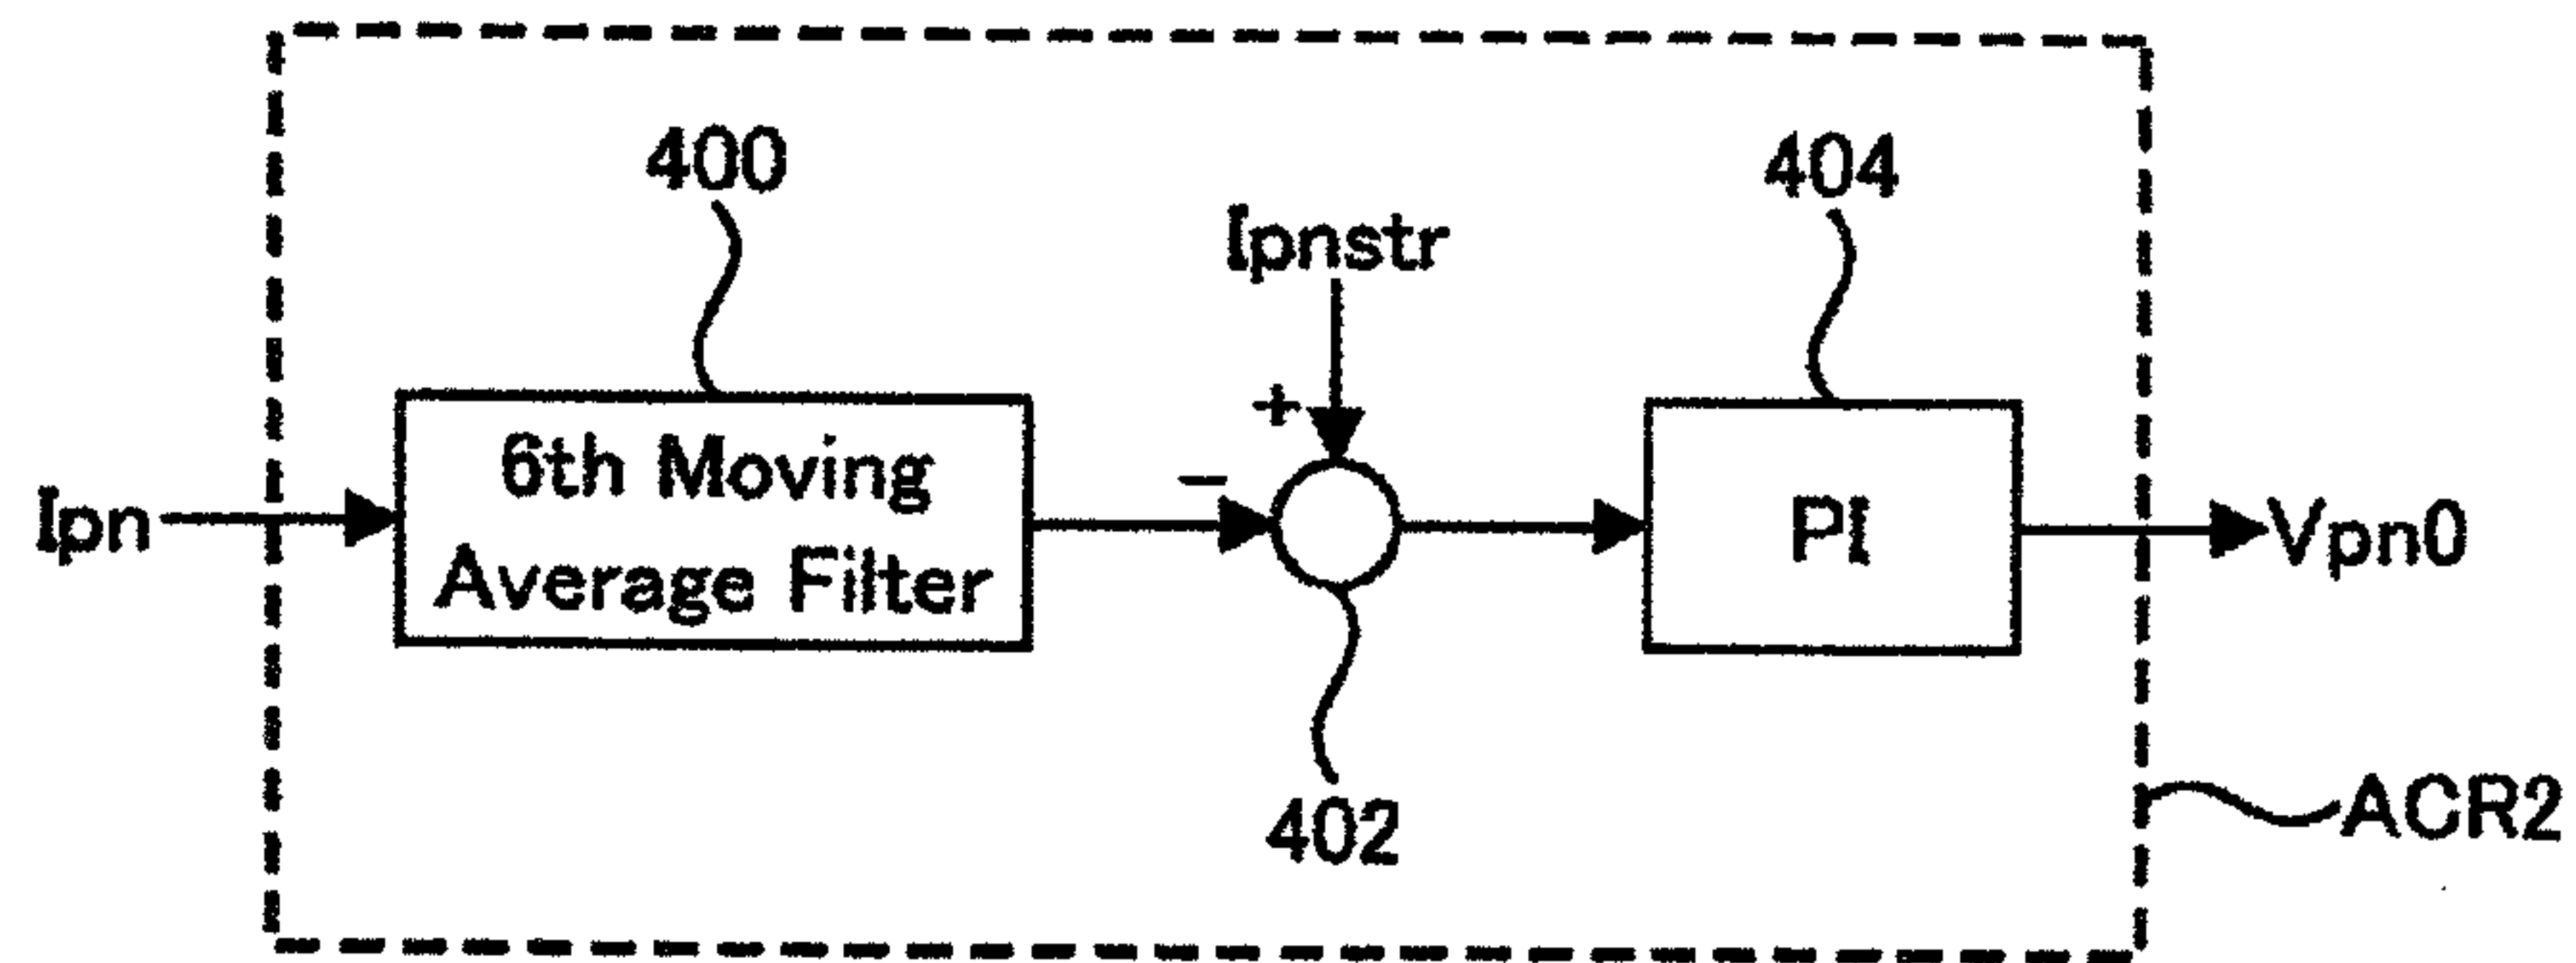 400
404
Ipnstr
+
6th Moving
Average Filter
−
Ipn
PI
Vpn0
402
ACR2